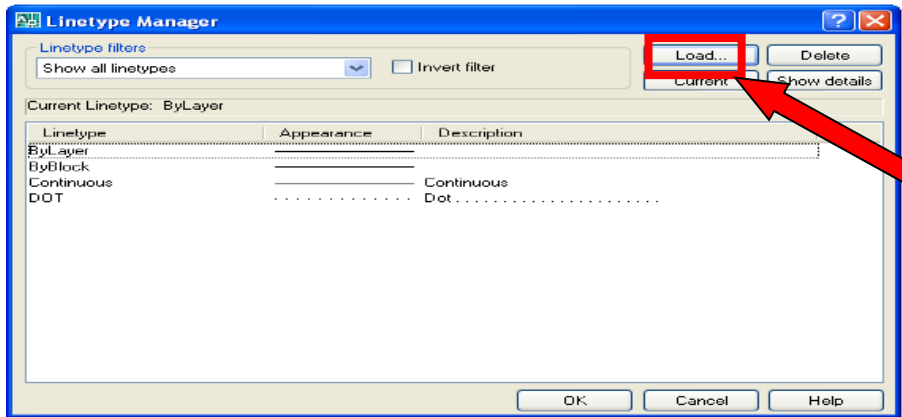 Linetype Manager
Linetype filters
Show all linetypes
Invert filter
Load...
Delete
Current
Show details
Current Linetype: ByLayer
Linetype Appearance Description
ByLayer
ByBlock
Continuous Continuous
DOT Dot . . . . . . . . . . . . . . . . . . . . . .
OK Cancel Help